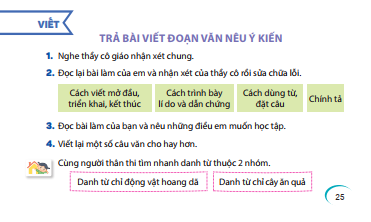 VIẾT
TRẢ BÀI VIẾT ĐOẠN VĂN NÊU Ý KIẾN
1. Nghe thầy cô giáo nhận xét chung.
2. Đọc lại bài làm của em và nhận xét của thầy cô rồi sửa chữa lỗi.
Cách viết mở đầu, triển khai, kết thúc
Cách trình bày lí do và dẫn chứng
Cách dùng từ, đặt câu
Chính tả
3. Đọc bài làm của bạn và nêu những điều em muốn học tập.
4. Viết lại một số câu văn cho hay hơn.
Cùng người thân thi tìm nhanh danh từ thuộc 2 nhóm.
Danh từ chỉ động vật hoang dã
Danh từ chỉ cây ăn quả
25